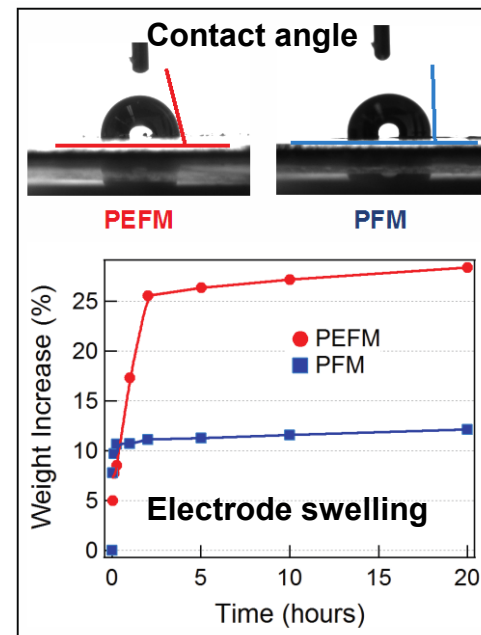 Contact angle
PEFM PFM
Weight Increase (%)
25
20
15
10
5
0
PEFM
PFM
Electrode swelling
0 5 10 15 20
Time (hours)